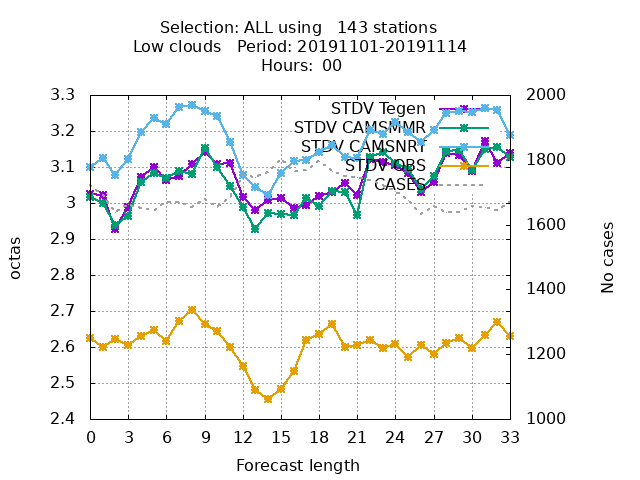 Selection: ALL using 143 stations
Low clouds Period: 20191101-20191114
Hours: 00
STDV Tegen
STDV CAMSMMR
STDV CAMSNRT
STDV OBS
CASES
3.3
3.2
3.1
3
2.9
2.8
2.7
2.6
2.5
2.4
octas
2000
1800
1600
1400
1200
1000
No cases
0 3 6 9 12 15 18 21 24 27 30 33
Forecast length